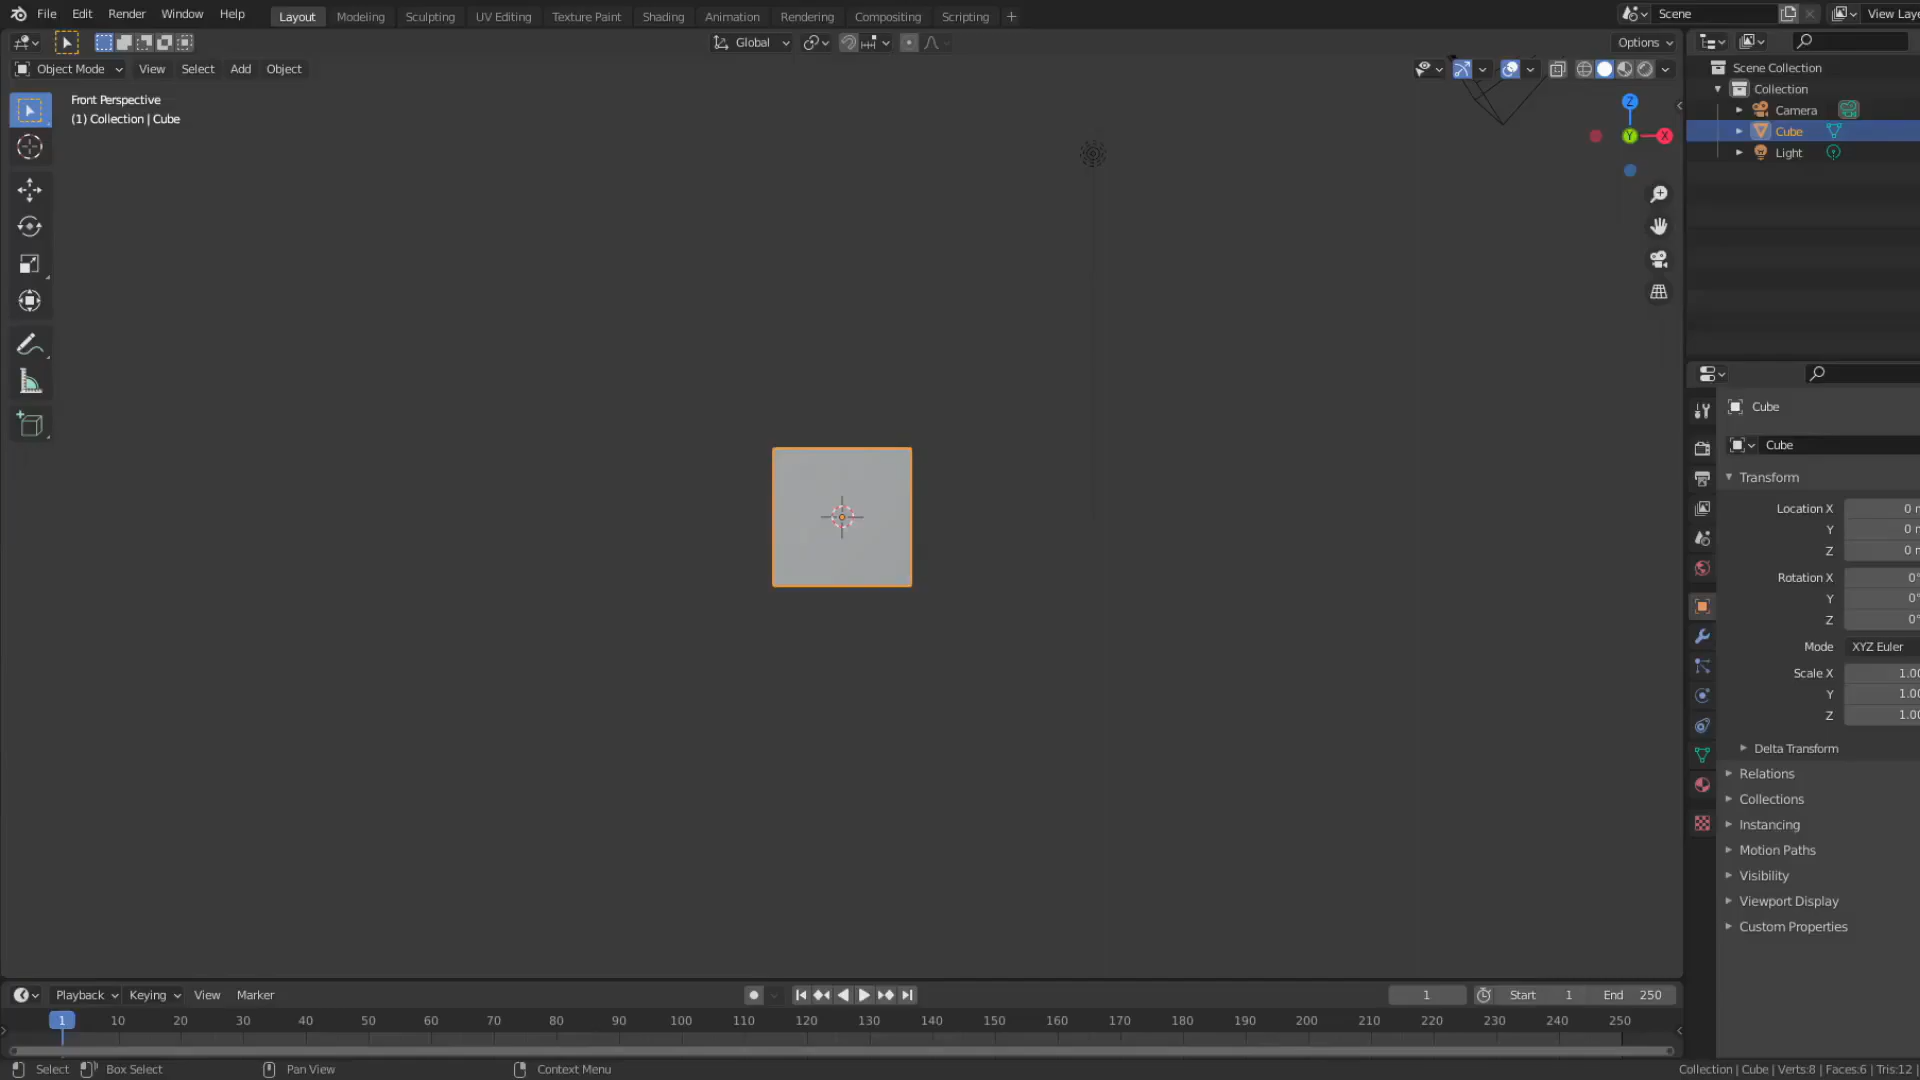 File Edit Render Window Help Layout Modeling Sculpting UV Editing Texture Paint Shading Animation Rendering Compositing Scripting + Scene View Laye
Global Options
Object Mode View Select Add Object
Front Perspective
(1) Collection | Cube
Z
Y
X
Scene Collection
Collection
Camera
Cube
Light
Cube
Cube
Transform
Location X 0 m
Y 0 m
Z 0 m
Rotation X 0°
Y 0°
Z 0°
Mode XYZ Euler
Scale X 1.00
Y 1.00
Z 1.00
Delta Transform
Relations
Collections
Instancing
Motion Paths
Visibility
Viewport Display
Custom Properties
Playback Keying View Marker 1 Start 1 End 250
1 10 20 30 40 50 60 70 80 90 100 110 120 130 140 150 160 170 180 190 200 210 220 230 240 250
Select Box Select Pan View Context Menu Collection | Cube | Verts:8 | Faces:6 | Tris:12 |